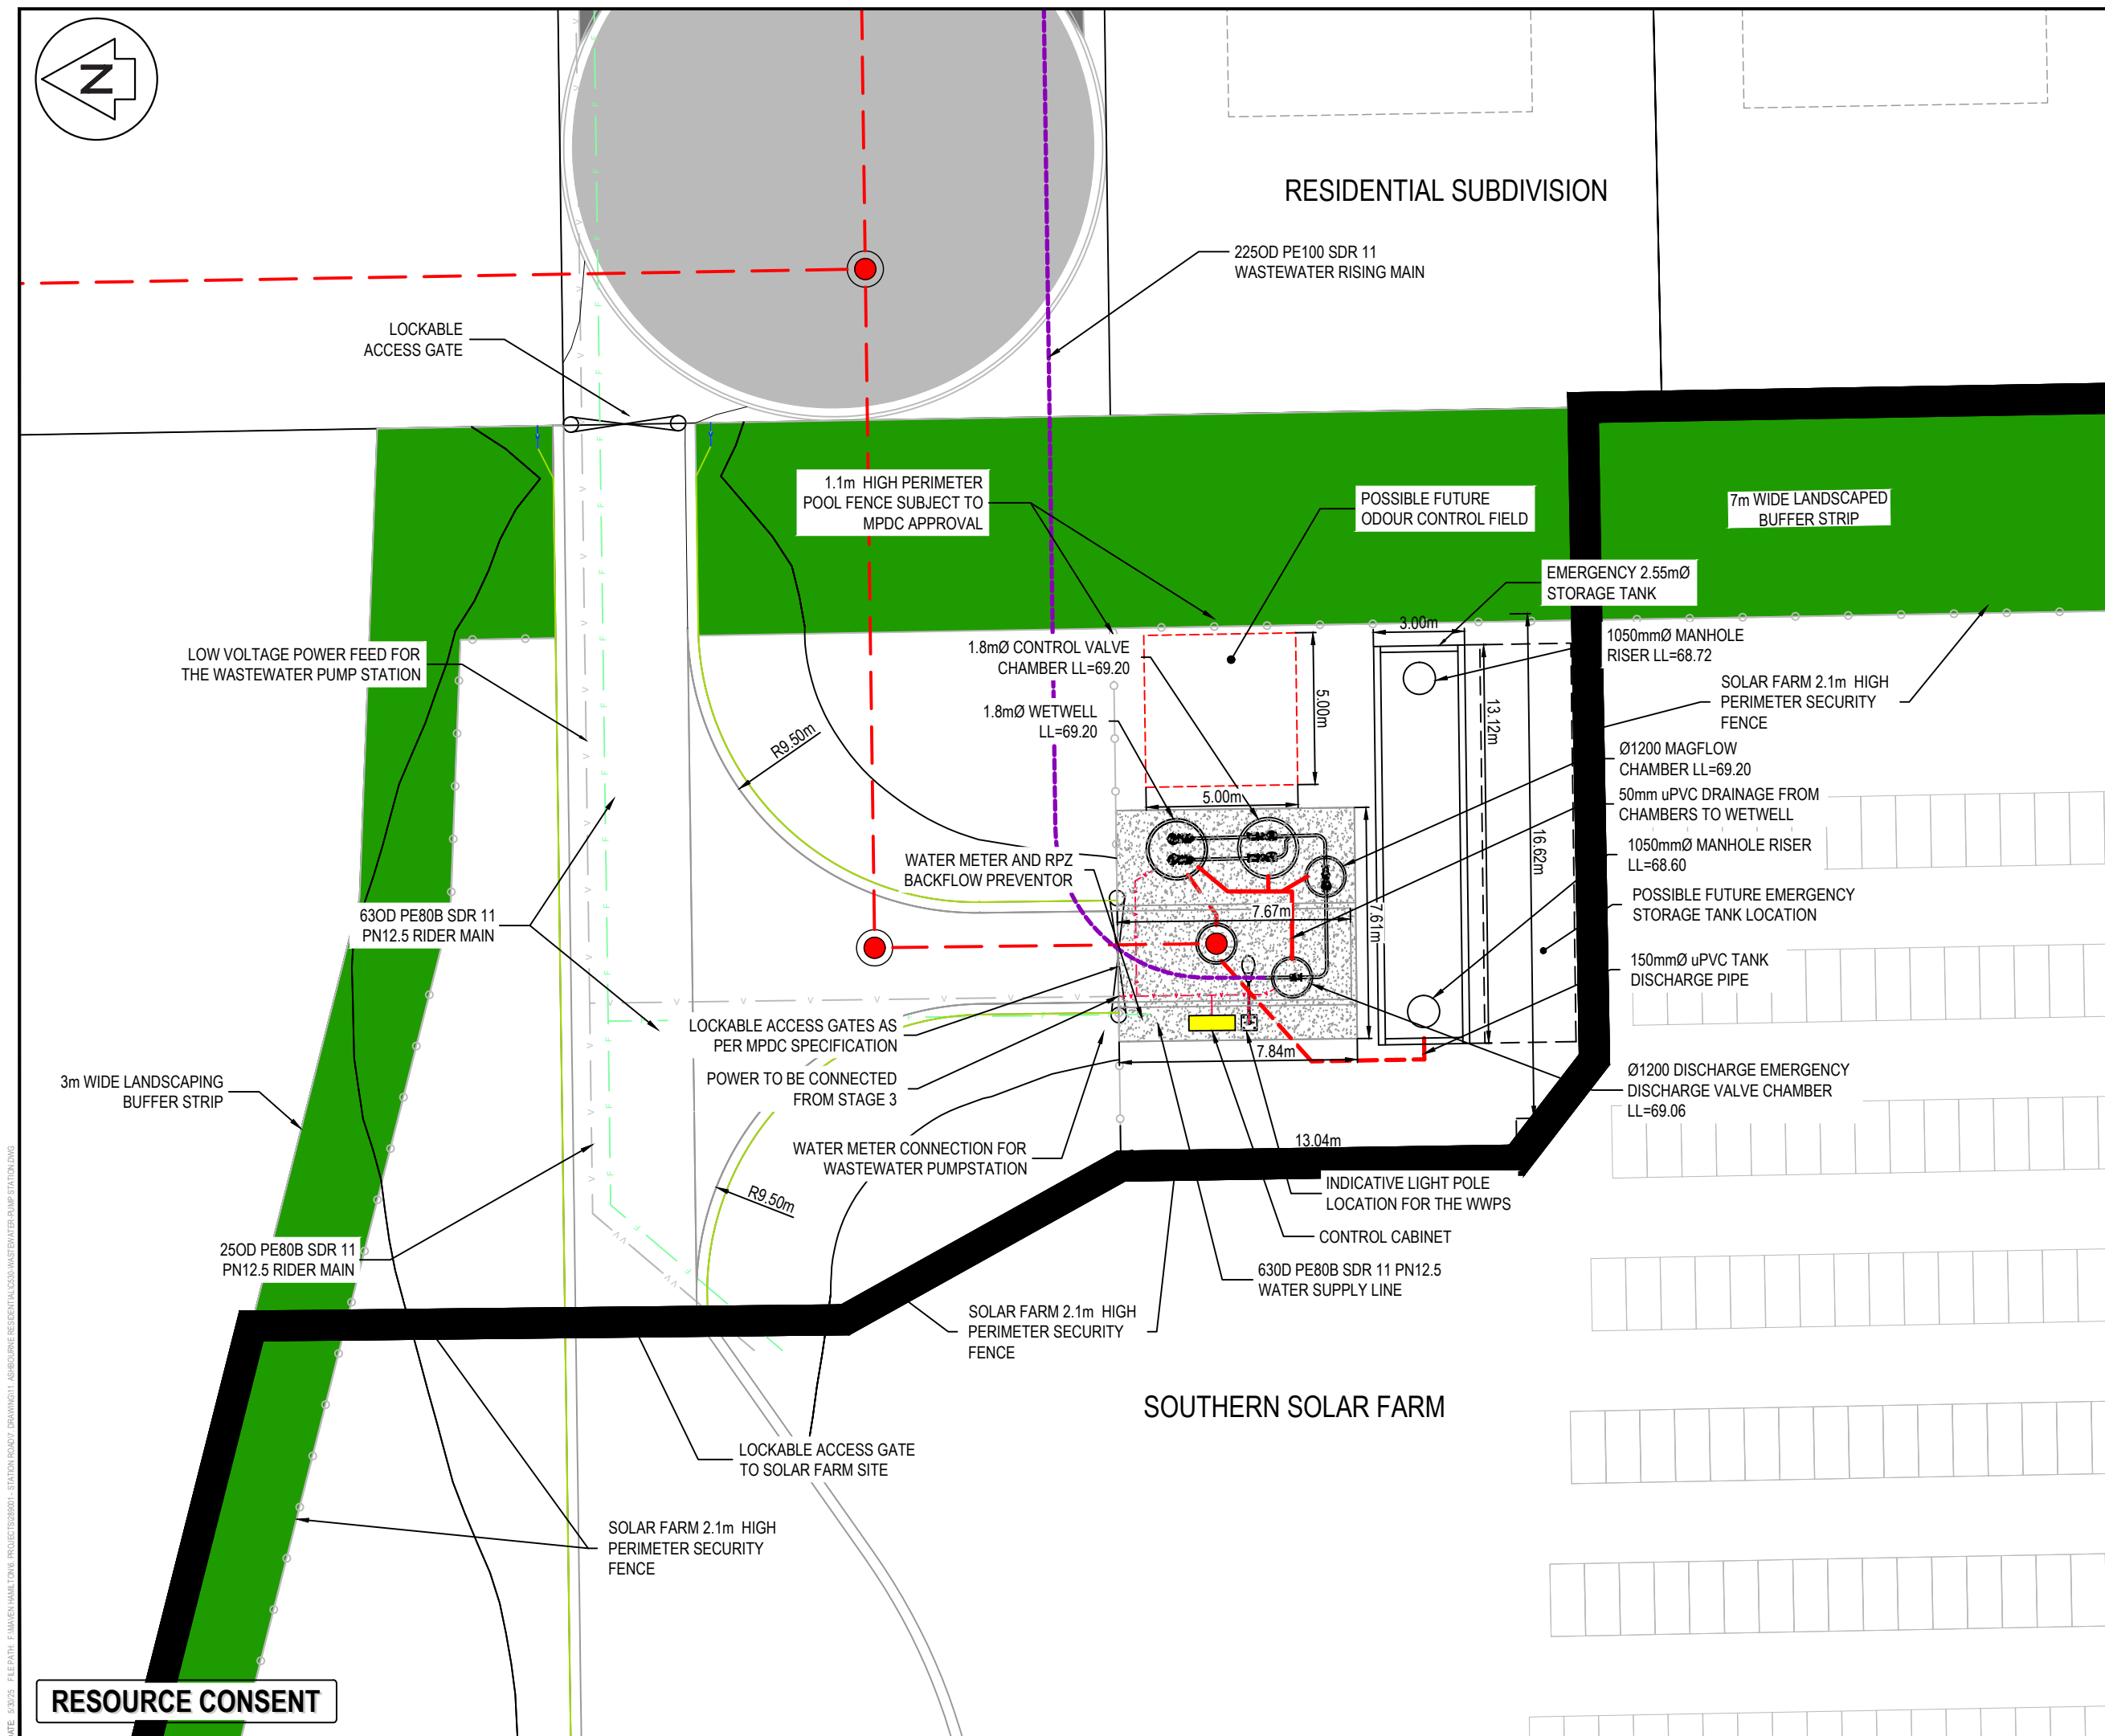 N
RESIDENTIAL SUBDIVISION
225OD PE100 SDR 11
WASTEWATER RISING MAIN
LOCKABLE
ACCESS GATE
1.1m HIGH PERIMETER
POOL FENCE SUBJECT TO
MPDC APPROVAL
POSSIBLE FUTURE
ODOUR CONTROL FIELD
7m WIDE LANDSCAPED
BUFFER STRIP
EMERGENCY 2.55mØ
STORAGE TANK
3.00m
1050mmØ MANHOLE
RISER LL=68.72
LOW VOLTAGE POWER FEED FOR
THE WASTEWATER PUMP STATION
1.8mØ CONTROL VALVE
CHAMBER LL=69.20
1.8mØ WETWELL
LL=69.20
5.00m
13.12m
SOLAR FARM 2.1m HIGH
PERIMETER SECURITY
FENCE
R9.50m
Ø1200 MAGFLOW
CHAMBER LL=69.20
5.00m
50mm uPVC DRAINAGE FROM
CHAMBERS TO WETWELL
16.62m
1050mmØ MANHOLE RISER
LL=68.60
WATER METER AND RPZ
BACKFLOW PREVENTOR
POSSIBLE FUTURE EMERGENCY
STORAGE TANK LOCATION
63OD PE80B SDR 11
PN12.5 RIDER MAIN
7.67m
7.61m
150mmØ uPVC TANK
DISCHARGE PIPE
LOCKABLE ACCESS GATES AS
PER MPDC SPECIFICATION
7.84m
POWER TO BE CONNECTED
FROM STAGE 3
3m WIDE LANDSCAPING
BUFFER STRIP
Ø1200 DISCHARGE EMERGENCY
DISCHARGE VALVE CHAMBER
LL=69.06
WATER METER CONNECTION FOR
WASTEWATER PUMPSTATION
13.04m
R9.50m
INDICATIVE LIGHT POLE
LOCATION FOR THE WWPS
CONTROL CABINET
25OD PE80B SDR 11
PN12.5 RIDER MAIN
630D PE80B SDR 11 PN12.5
WATER SUPPLY LINE
SOLAR FARM 2.1m HIGH
PERIMETER SECURITY
FENCE
SOUTHERN SOLAR FARM
LOCKABLE ACCESS GATE
TO SOLAR FARM SITE
SOLAR FARM 2.1m HIGH
PERIMETER SECURITY
FENCE
RESOURCE CONSENT